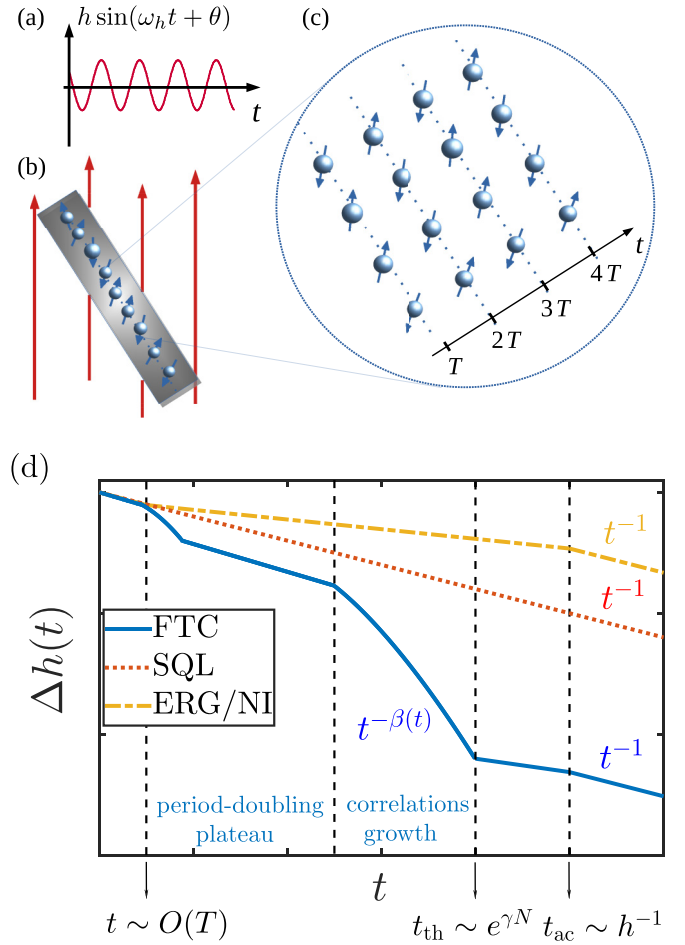 (a)
h sin(ω_h t + θ)
t
(b)
(c)
t
4T
3T
2T
T
(d)
Δh(t)
t⁻¹
t⁻¹
FTC
SQL
ERG/NI
t^{−β(t)}
t⁻¹
period-doubling
plateau
correlations
growth
t
t ~ O(T)
t_th ~ e^{γN}
t_ac ~ h⁻¹